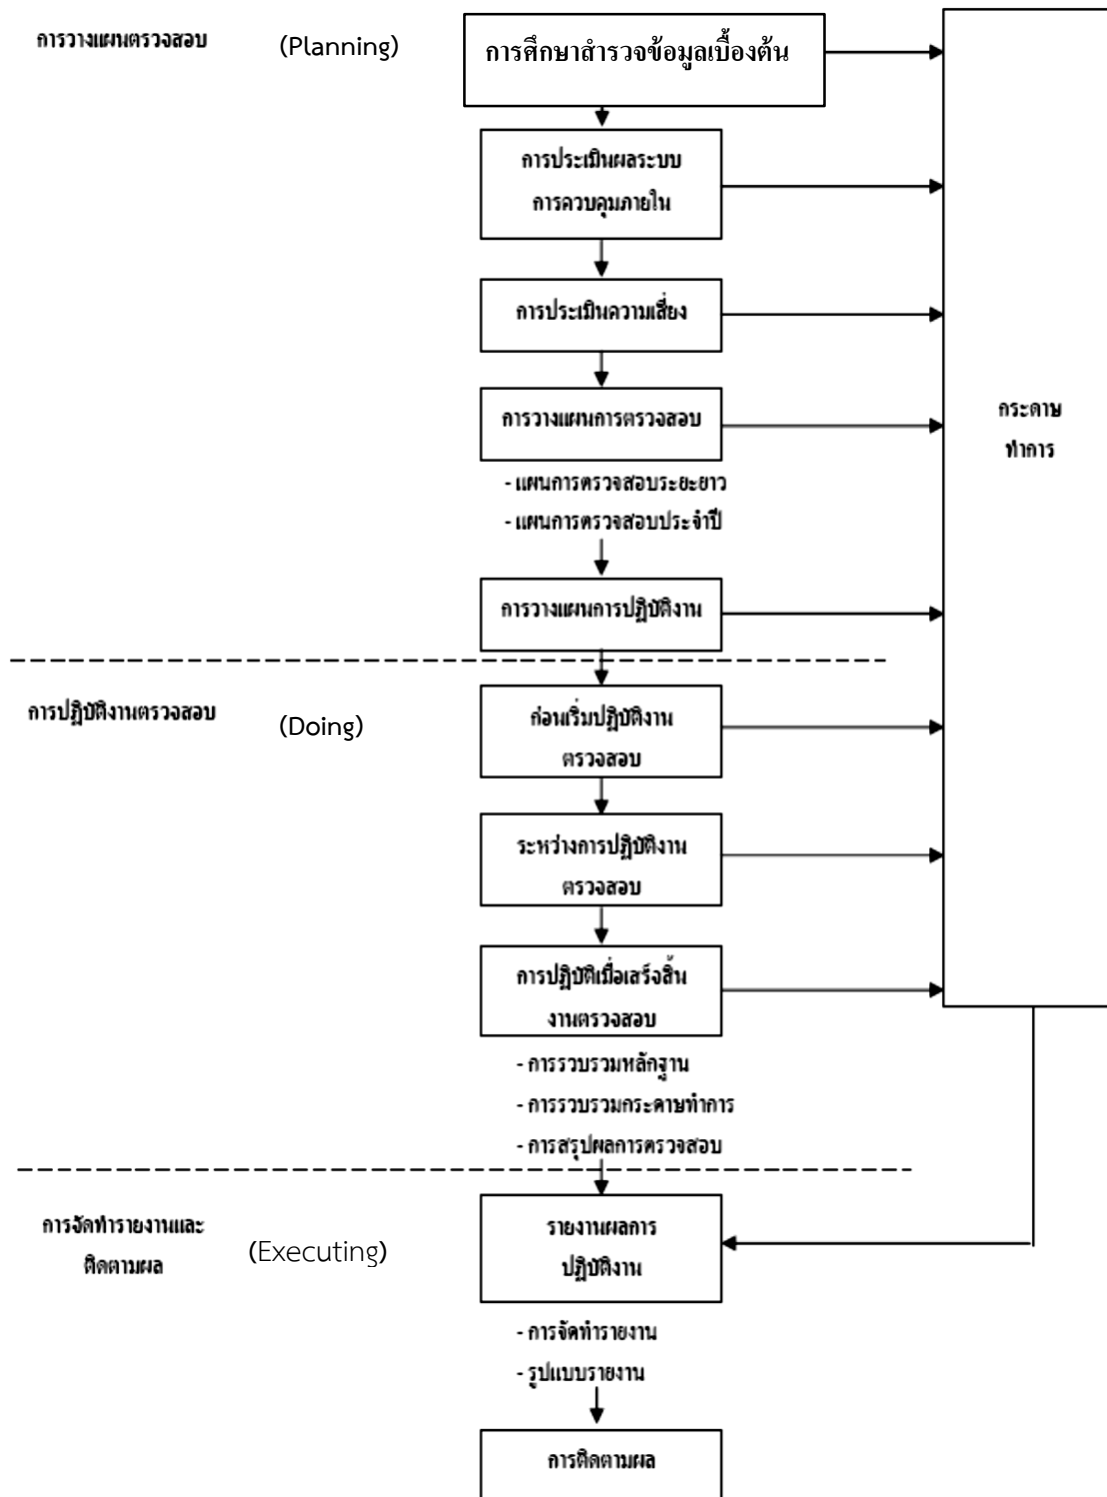 การวางแผนตรวจสอบ (Planning)
การศึกษาสำรวจข้อมูลเบื้องต้น
การประเมินผลระบบ
การควบคุมภายใน
การประเมินความเสี่ยง
การวางแผนการตรวจสอบ
- แผนการตรวจสอบระยะยาว
- แผนการตรวจสอบประจำปี
การวางแผนการปฏิบัติงาน
กระดาษ
ทำการ
การปฏิบัติงานตรวจสอบ (Doing)
ก่อนเริ่มปฏิบัติงาน
ตรวจสอบ
ระหว่างการปฏิบัติงาน
ตรวจสอบ
การปฏิบัติเมื่อเสร็จสิ้น
งานตรวจสอบ
- การรวบรวมหลักฐาน
- การรวบรวมกระดาษทำการ
- การสรุปผลการตรวจสอบ
การจัดทำรายงานและ
ติดตามผล
(Executing)
รายงานผลการ
ปฏิบัติงาน
- การจัดทำรายงาน
- รูปแบบรายงาน
การติดตามผล